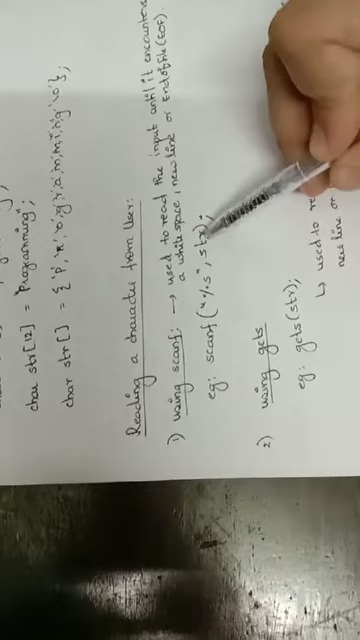 char str[12] = "Programming";
char str[] = {'P','r','o','g','r','a','m','m','i','n','g','\0'};
Reading a character from User:
1) using scanf: → used to read the input until it encounters
a white space, new line or End of File (EOF).
eg: scanf("%s", str);
2) using gets
eg: gets(str);
↳ used to
new line or